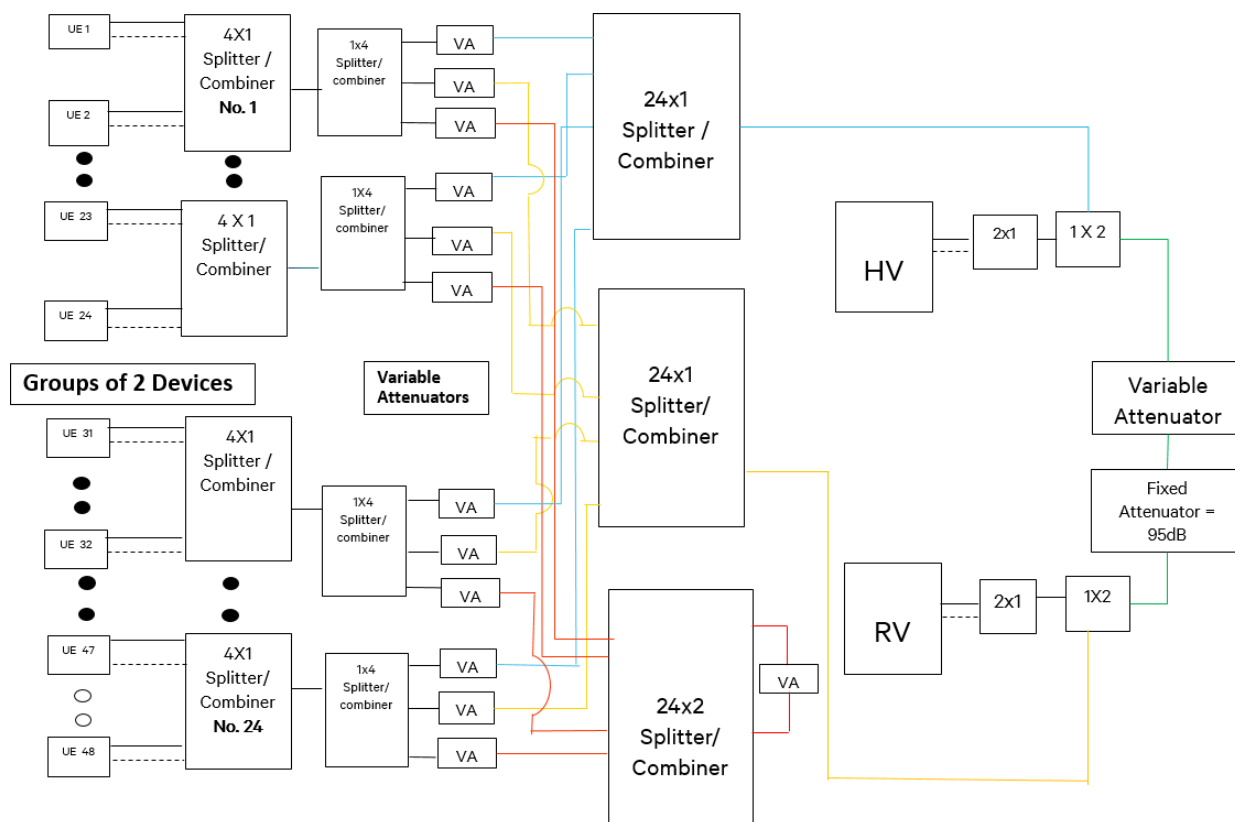 UE 1
4X1
Splitter /
Combiner
No. 1
UE 2
1x4
Splitter/
combiner
VA
VA
VA
24x1
Splitter /
Combiner
UE 23
4 X 1
Splitter/
Combiner
UE 24
1X4
Splitter/
combiner
VA
VA
VA
HV
2x1
1 X 2
Groups of 2 Devices
Variable
Attenuators
24x1
Splitter/
Combiner
Variable
Attenuator
Fixed
Attenuator =
95dB
UE 31
4X1
Splitter /
Combiner
UE 32
1X4
Splitter/
combiner
VA
VA
VA
RV
2x1
1X2
UE 47
4X1
Splitter/
Combiner
No. 24
UE 48
1x4
Splitter/
combiner
VA
VA
VA
24x2
Splitter/
Combiner
VA